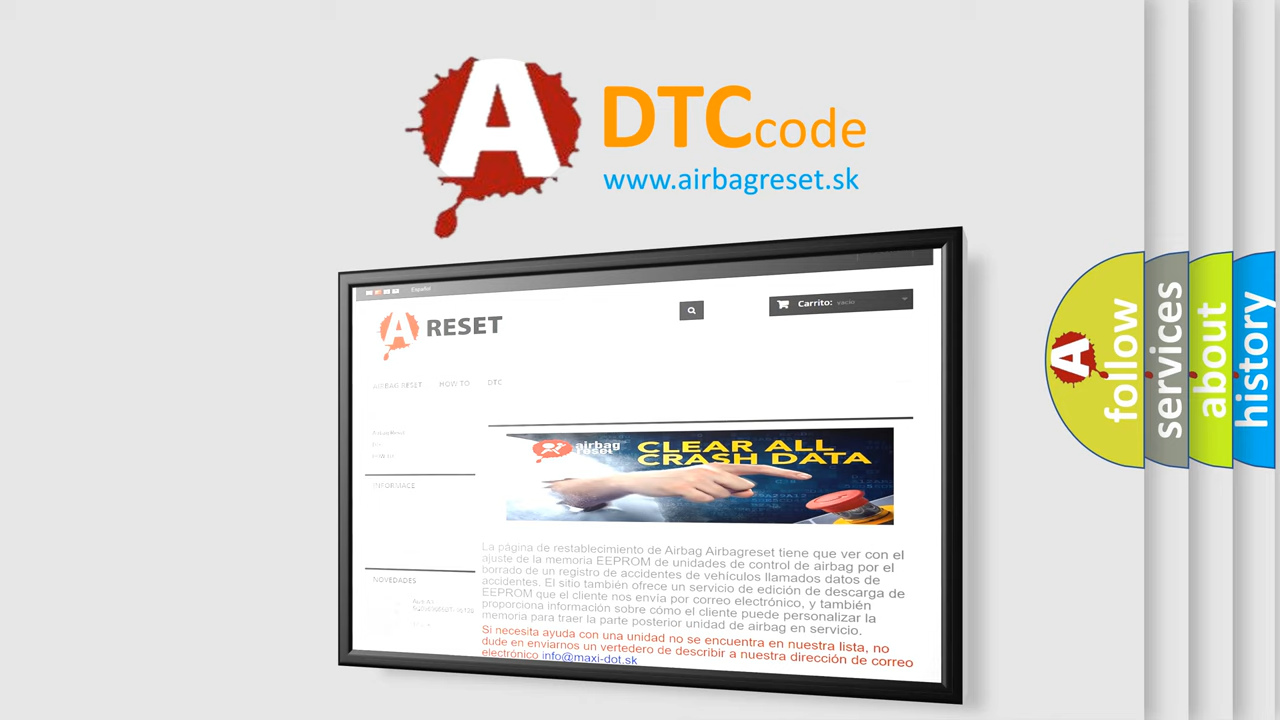 A
DTCcode
www.airbagreset.sk
Español
A RESET
Carrito: vacío
AIRBAG RESET HOW TO DTC
Airbag Reset
HOW TO
INFORMACE
airbag
reset
CLEAR ALL
CRASH DATA
La página de restablecimiento de Airbag Airbagreset tiene que ver con el
ajuste de la memoria EEPROM de unidades de control de airbag por el
borrado de un registro de accidentes de vehículos llamados datos de
accidentes. El sitio también ofrece un servicio de edición de descarga de
EEPROM que el cliente nos envía por correo electrónico, y también
proporciona información sobre cómo el cliente puede personalizar la
memoria para traer la parte posterior unidad de airbag en servicio.
Si necesita ayuda con una unidad no se encuentra en nuestra lista, no
dude en enviarnos un vertedero de describir a nuestra dirección de correo
electrónico info@maxi-dot.sk
NOVEDADES
A
follow
services
about
history